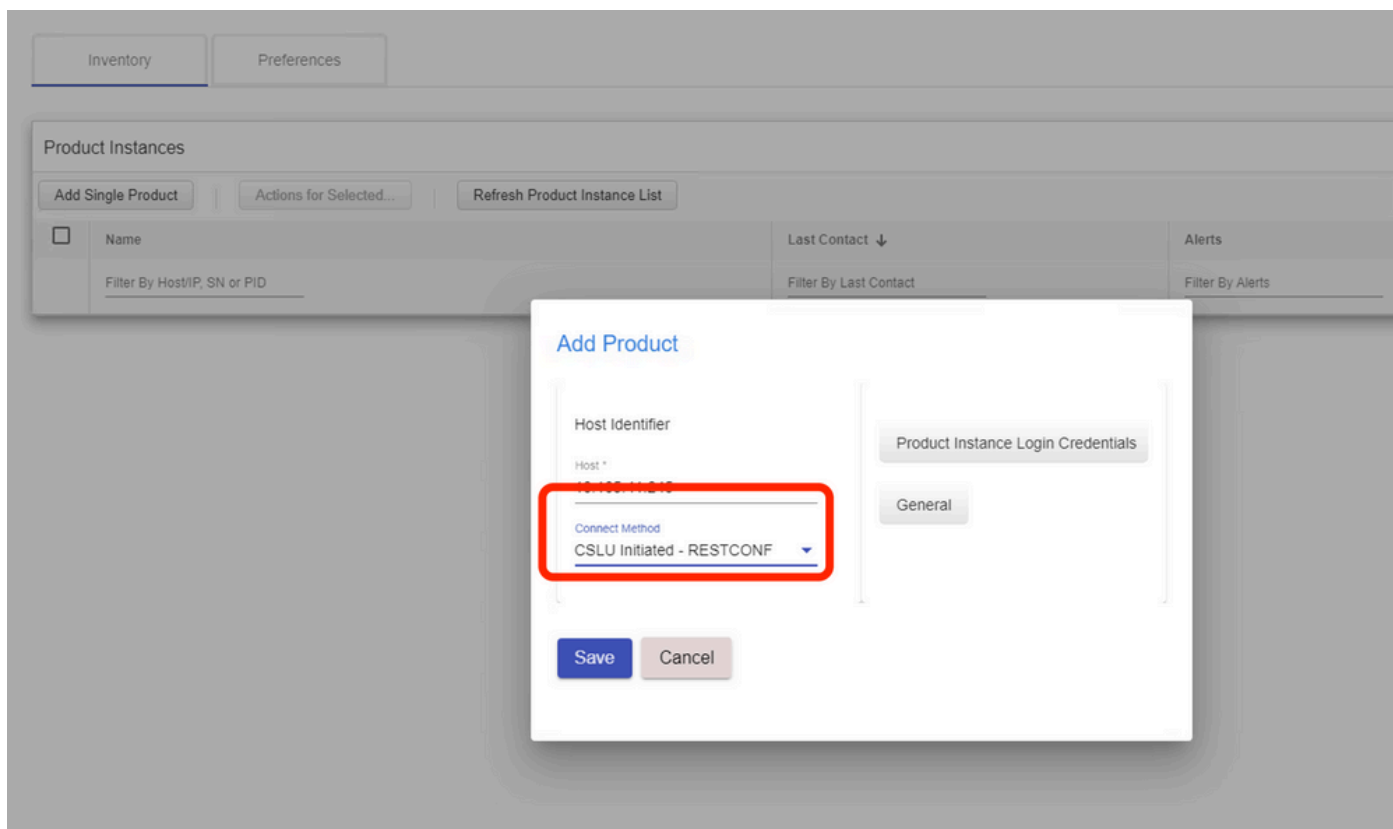 Inventory Preferences
Product Instances
Add Single Product Actions for Selected... Refresh Product Instance List
Name Last Contact Alerts
Filter By Host/IP, SN or PID Filter By Last Contact Filter By Alerts
Add Product
Host Identifier
Host *
Connect Method
CSLU Initiated - RESTCONF
Product Instance Login Credentials
General
Save Cancel